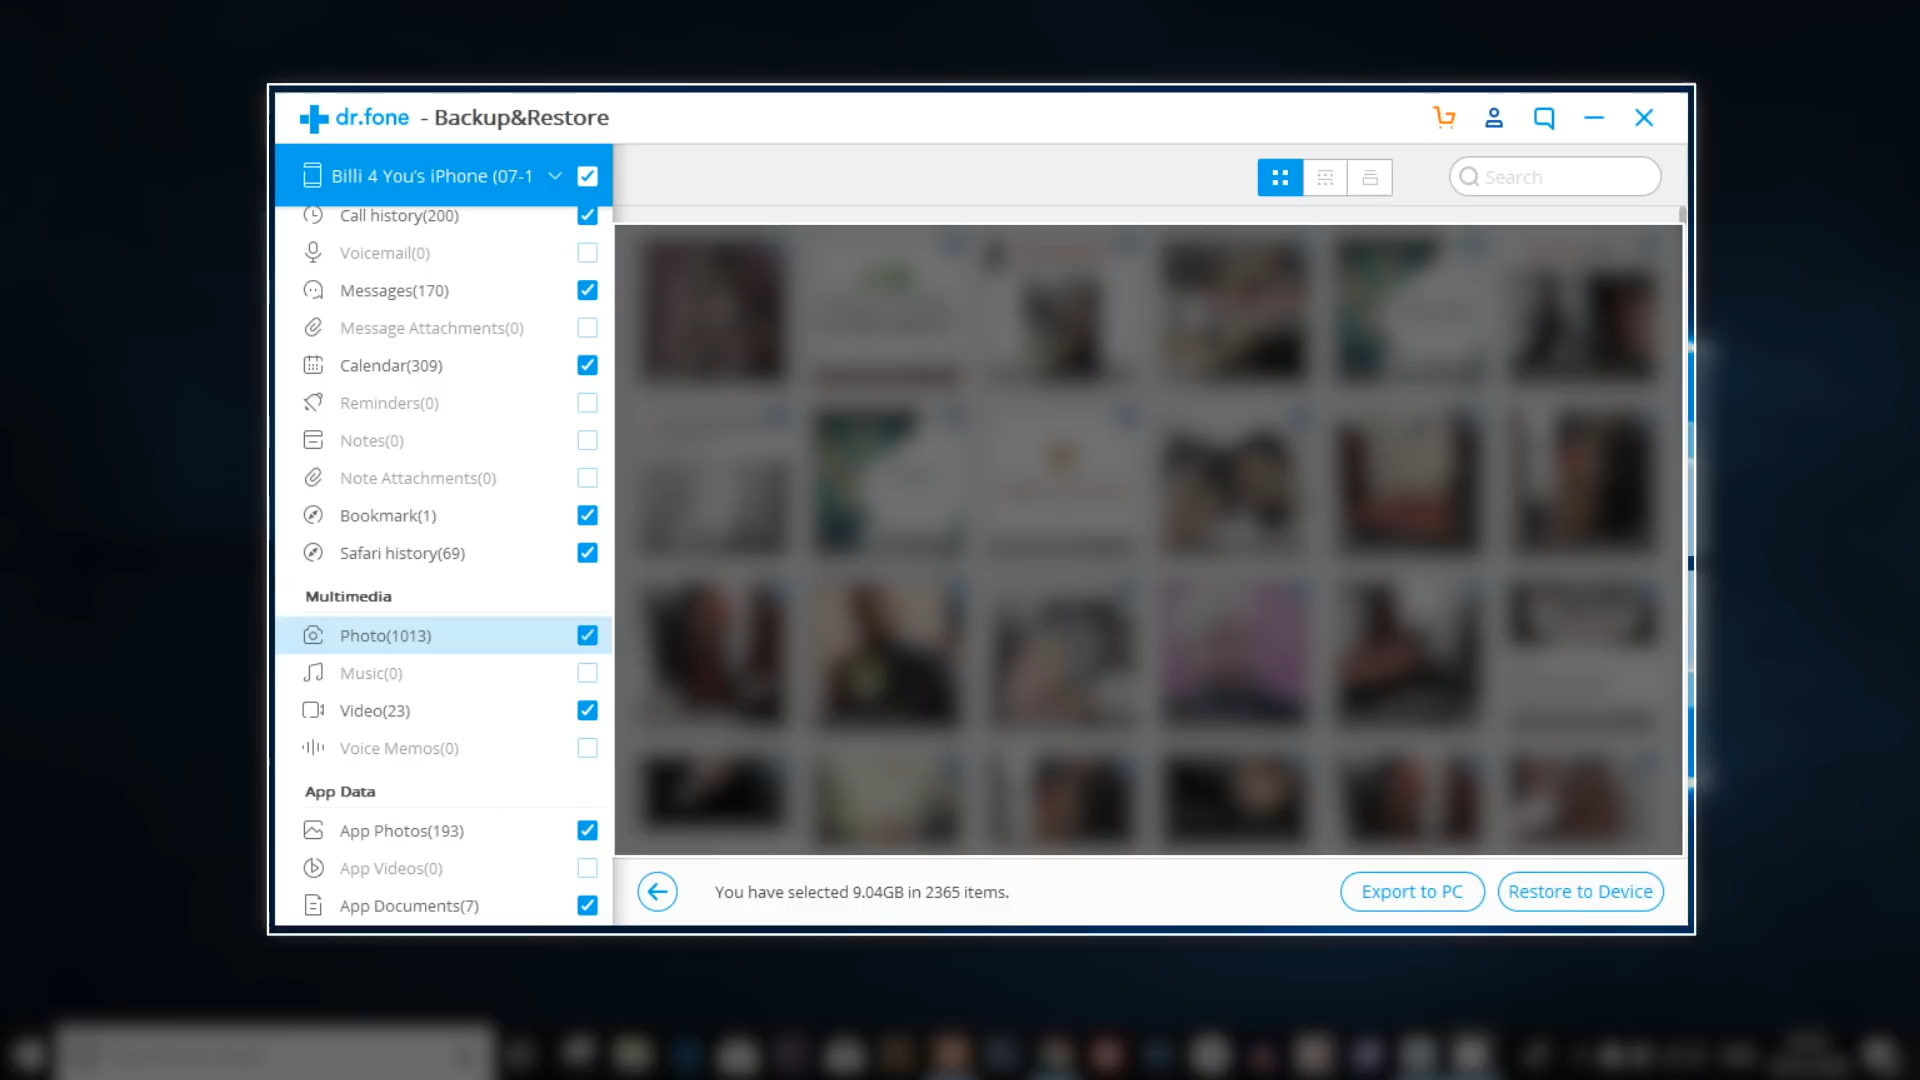 dr.fone - Backup&Restore
Billi 4 You's iPhone (07-1
Search
Call history(200)
Voicemail(0)
Messages(170)
Message Attachments(0)
Calendar(309)
Reminders(0)
Notes(0)
Note Attachments(0)
Bookmark(1)
Safari history(69)
Multimedia
Photo(1013)
Music(0)
Video(23)
Voice Memos(0)
App Data
App Photos(193)
App Videos(0)
App Documents(7)
You have selected 9.04GB in 2365 items.
Export to PC
Restore to Device